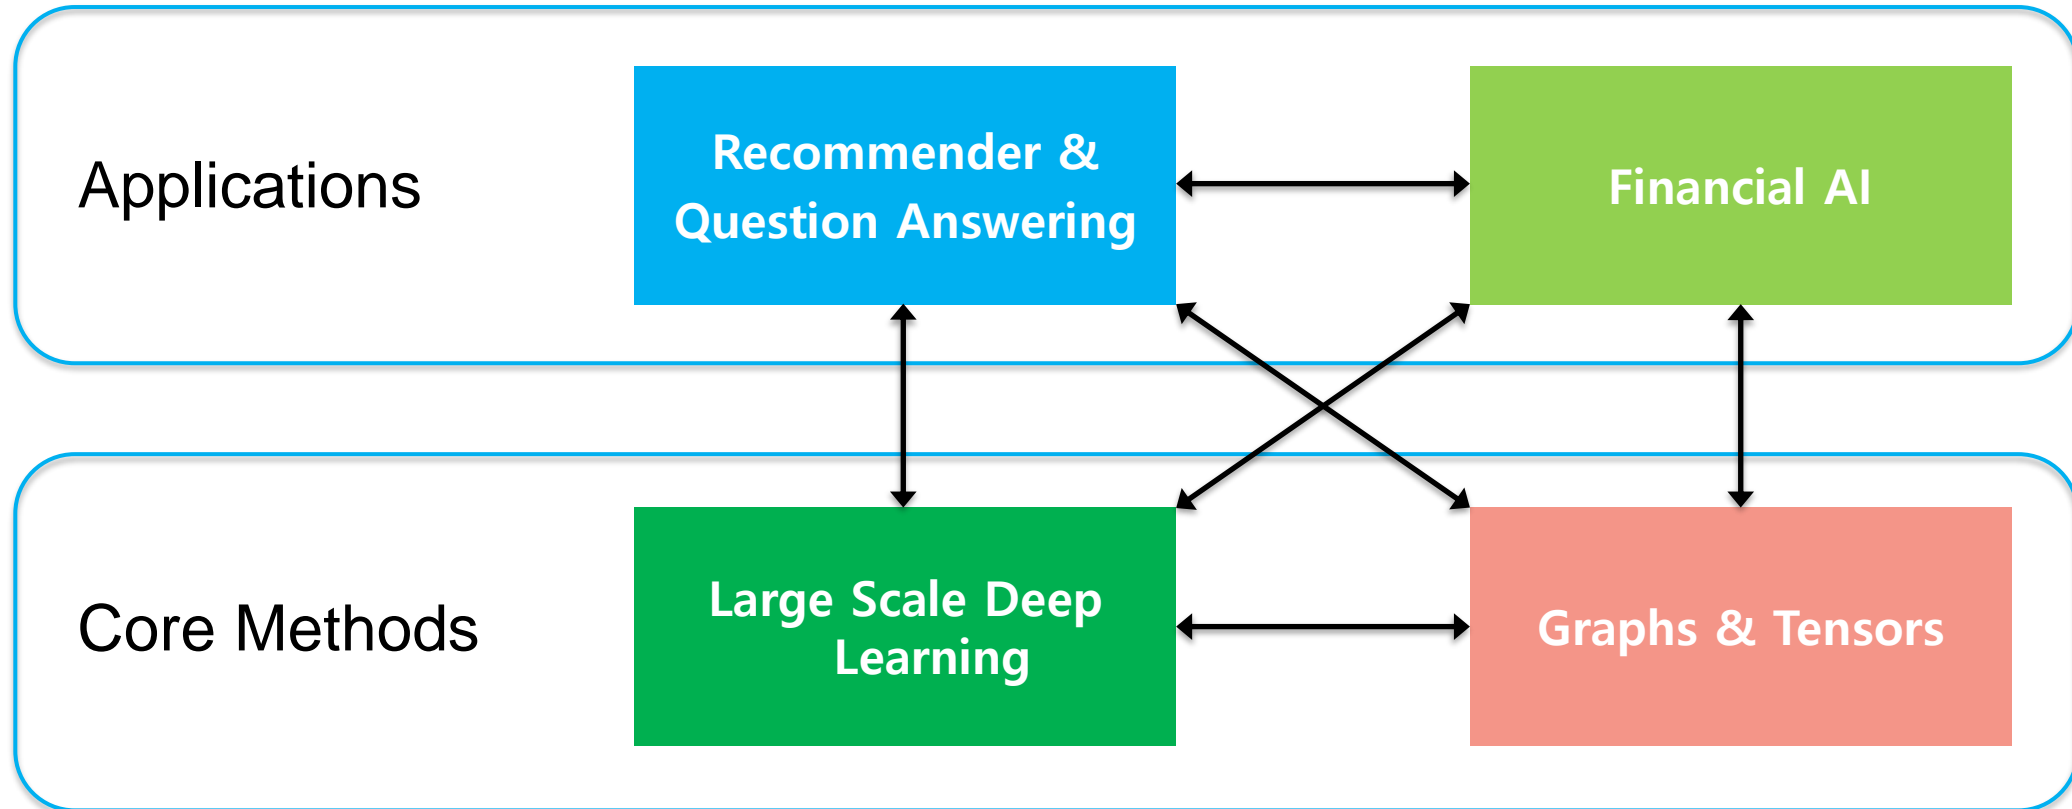 Applications
Recommender &
Question Answering
Financial AI
Core Methods
Large Scale Deep
Learning
Graphs & Tensors